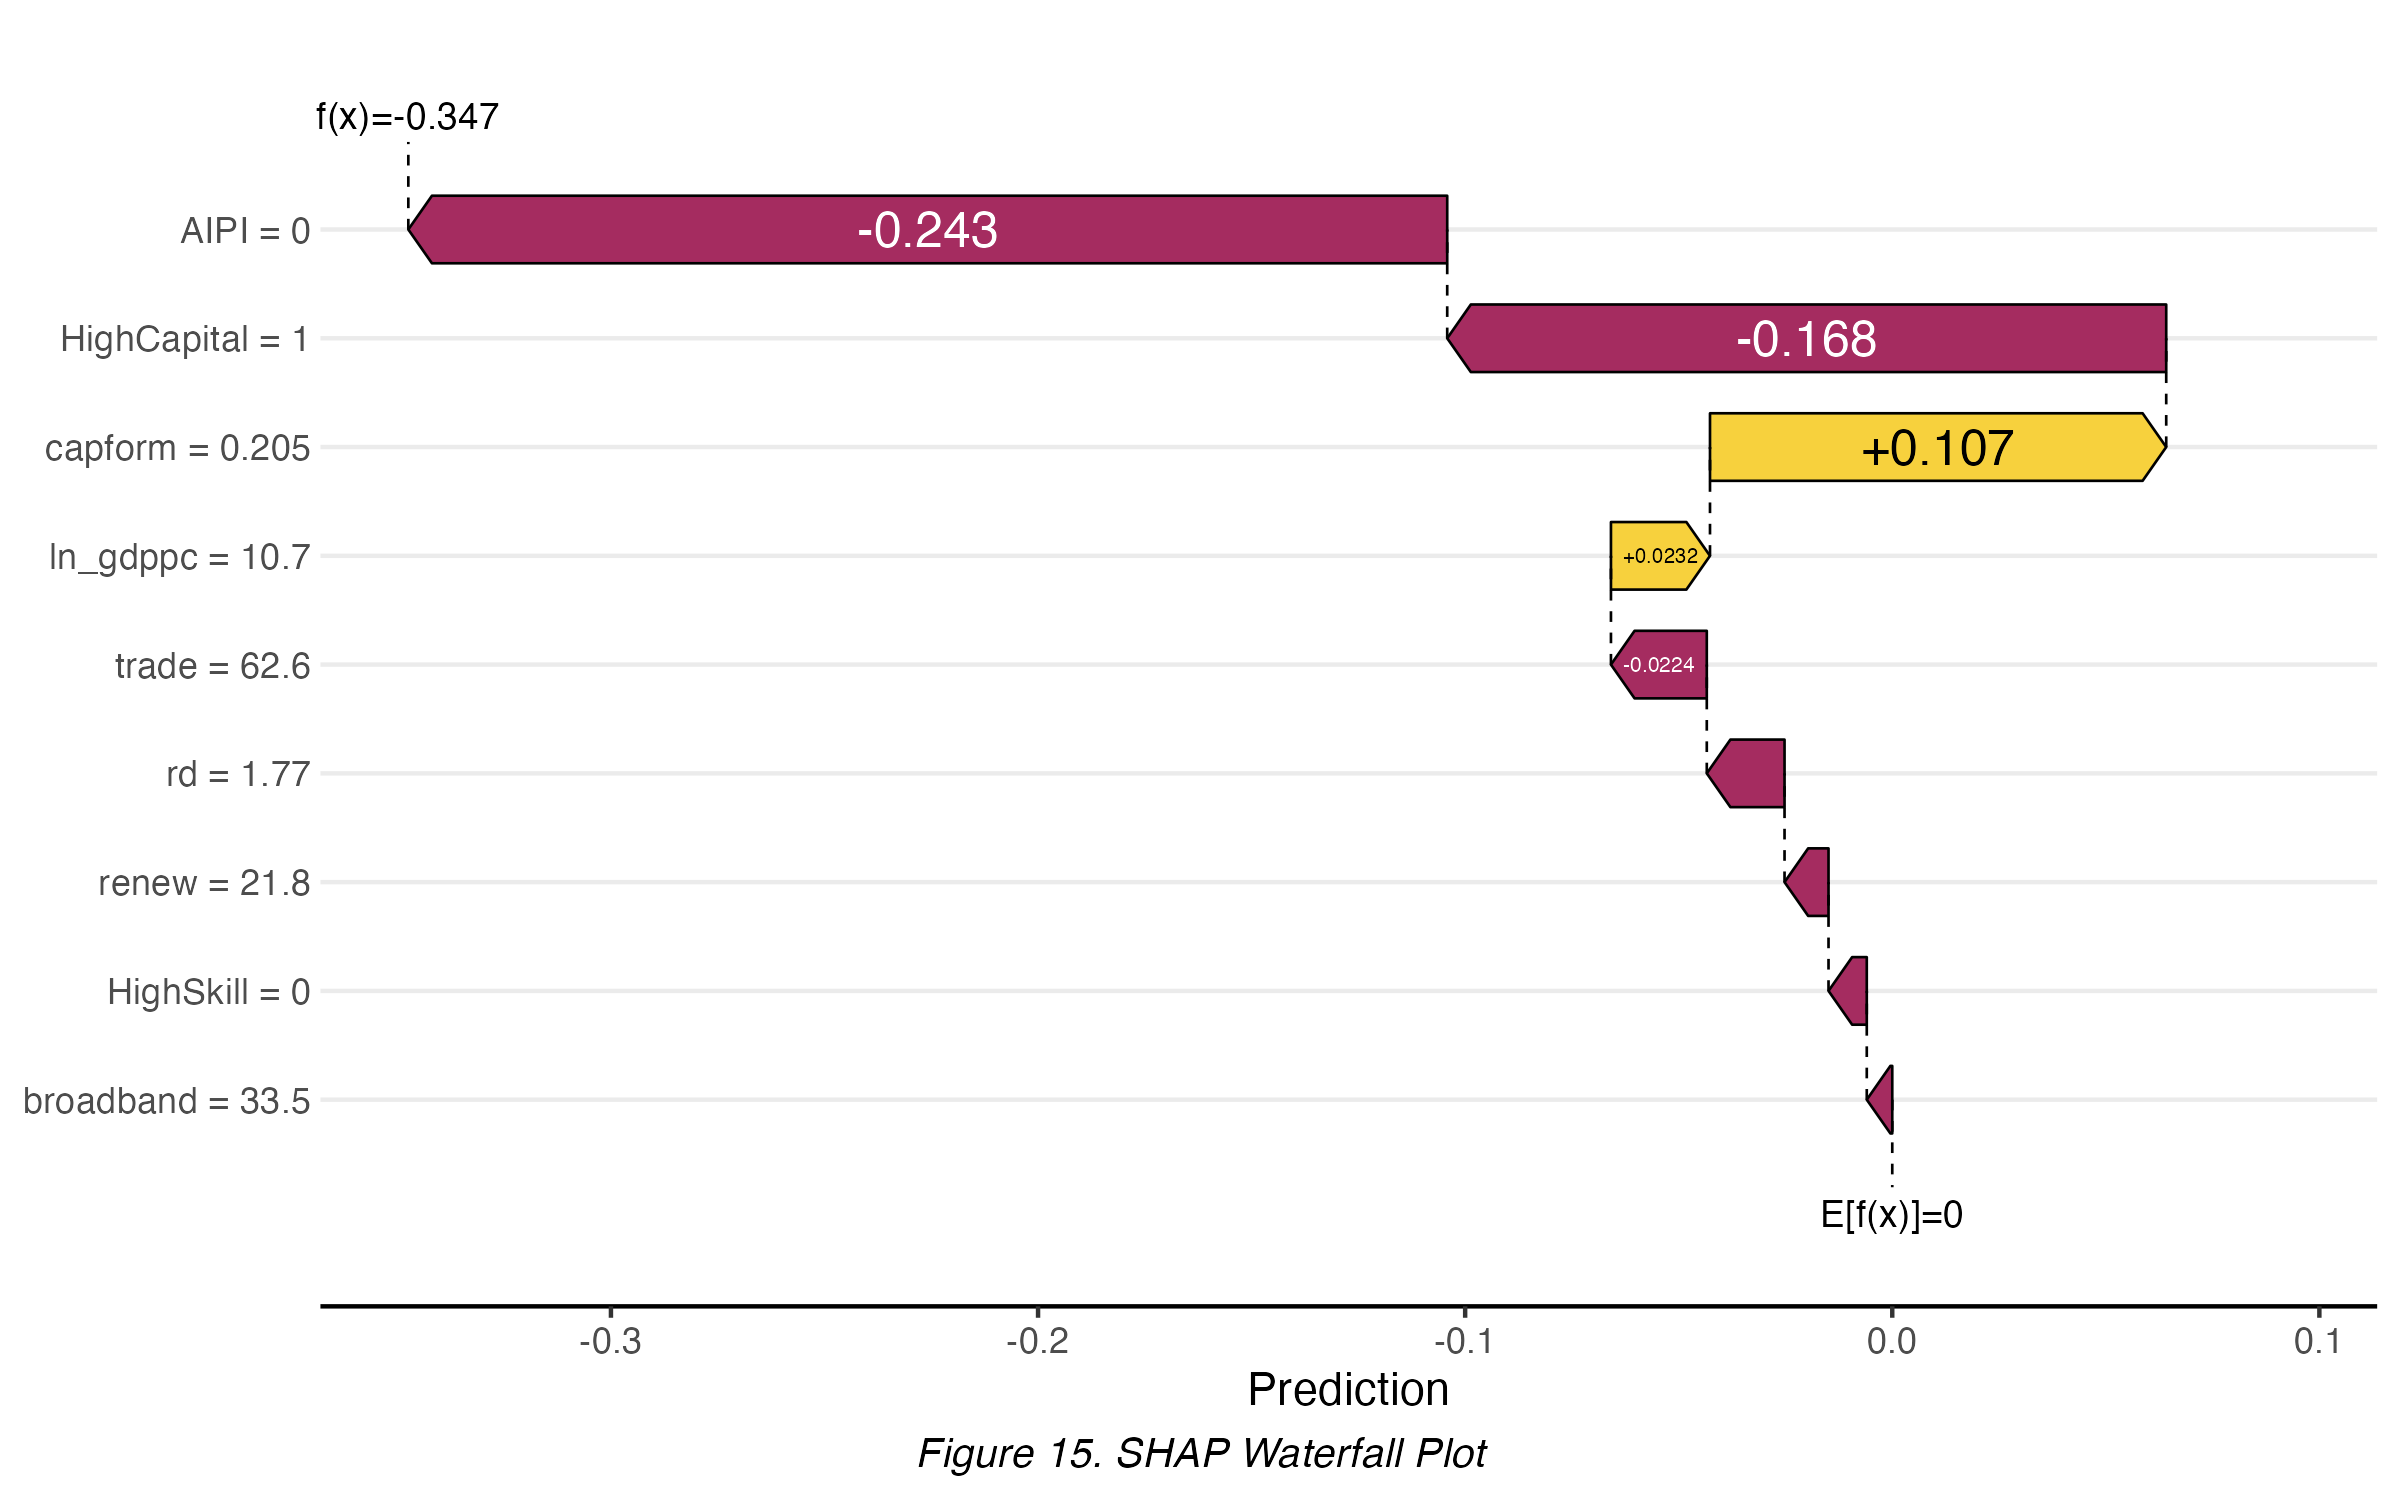 f(x)=-0.347
AIPI = 0
-0.243
HighCapital = 1
-0.168
capform = 0.205
+0.107
ln_gdppc = 10.7
+0.0232
trade = 62.6
-0.0224
rd = 1.77
renew = 21.8
HighSkill = 0
broadband = 33.5
E[f(x)]=0
-0.3 -0.2 -0.1 0.0 0.1
Prediction
Figure 15. SHAP Waterfall Plot